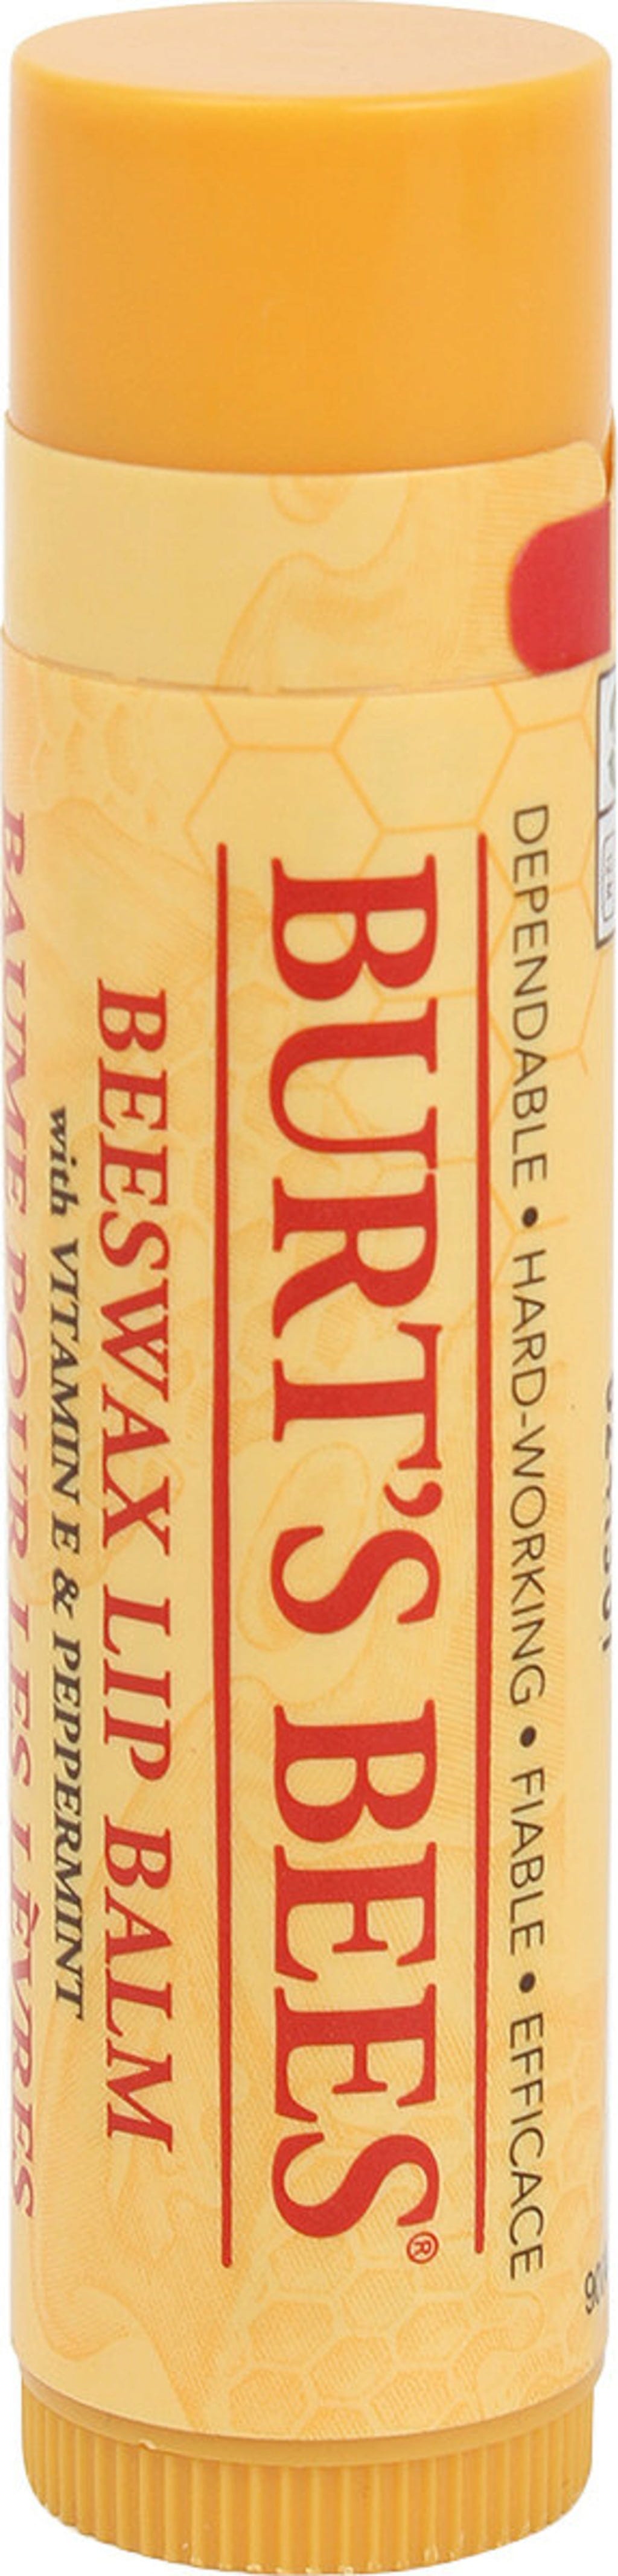 DEPENDABLE • HARD-WORKING • FIABLE • EFFICACE
BURT'S BEES®
BEESWAX LIP BALM
with VITAMIN E & PEPPERMINT
BAUME POUR LES LÈVRES